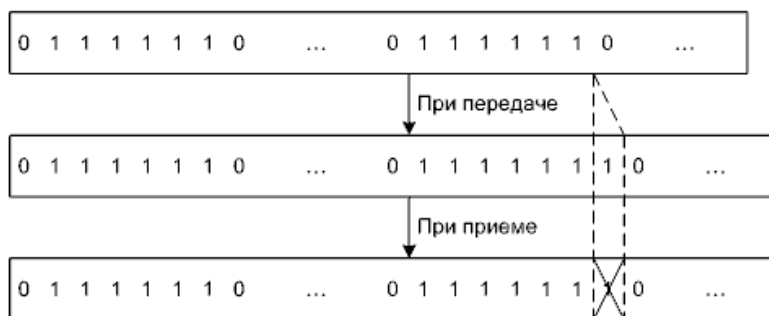 0 1 1 1 1 1 1 0 ... 0 1 1 1 1 1 1 0 ...
При передаче
0 1 1 1 1 1 1 0 ... 0 1 1 1 1 1 1 1 0 ...
При приеме
0 1 1 1 1 1 1 0 ... 0 1 1 1 1 1 1 1 0 ...